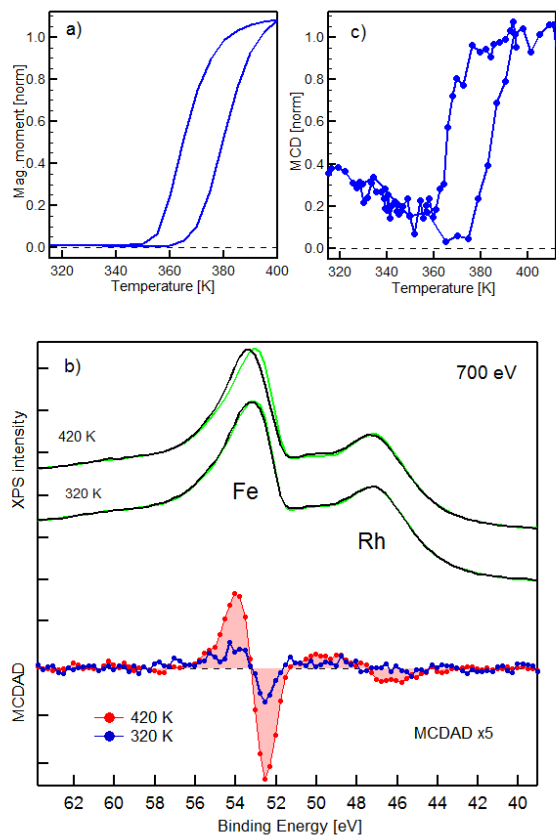 a)
Mag. moment [norm]
1.0
0.8
0.6
0.4
0.2
0.0
320 340 360 380 400
Temperature [K]
c)
MCD [norm]
1.0
0.8
0.6
0.4
0.2
0.0
320 340 360 380 400
Temperature [K]
b)
700 eV
XPS intensity
420 K
320 K
Fe
Rh
MCDAD
420 K
320 K
MCDAD x5
62 60 58 56 54 52 50 48 46 44 42 40
Binding Energy [eV]